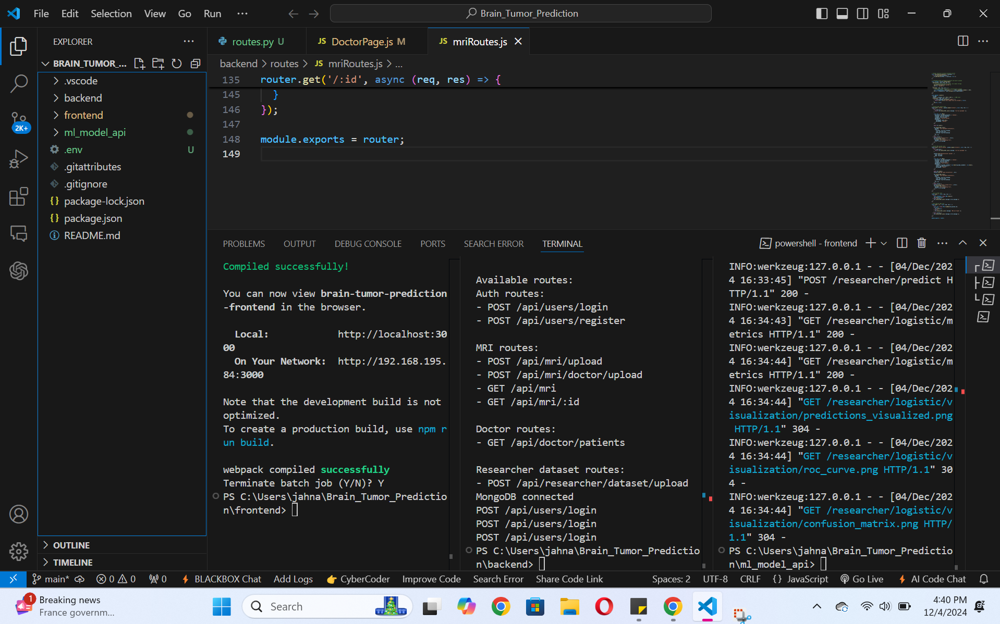 File Edit Selection View Go Run ···
Brain_Tumor_Prediction
EXPLORER
BRAIN_TUMOR_...
.vscode
backend
frontend
ml_model_api
.env U
.gitattributes
.gitignore
package-lock.json
package.json
README.md
OUTLINE
TIMELINE
2K+
routes.py U
JS DoctorPage.js M
JS mriRoutes.js
backend > routes > JS mriRoutes.js > ...
135 router.get('/:id', async (req, res) => {
145 }
146 });
147
148 module.exports = router;
149
PROBLEMS OUTPUT DEBUG CONSOLE PORTS SEARCH ERROR TERMINAL
powershell - frontend
Compiled successfully!
You can now view brain-tumor-prediction
-frontend in the browser.
Local: http://localhost:30
00
On Your Network: http://192.168.195.
84:3000
Note that the development build is not
optimized.
To create a production build, use npm r
un build.
webpack compiled successfully
Terminate batch job (Y/N)? Y
PS C:\Users\jahna\Brain_Tumor_Predictio
n\frontend>
Available routes:
Auth routes:
- POST /api/users/login
- POST /api/users/register
MRI routes:
- POST /api/mri/upload
- POST /api/mri/doctor/upload
- GET /api/mri
- GET /api/mri/:id
Doctor routes:
- GET /api/doctor/patients
Researcher dataset routes:
- POST /api/researcher/dataset/upload
MongoDB connected
POST /api/users/login
POST /api/users/login
POST /api/users/login
PS C:\Users\jahna\Brain_Tumor_Predictio
n\backend>
INFO:werkzeug:127.0.0.1 - - [04/Dec/202
4 16:33:45] "POST /researcher/predict H
TTP/1.1" 200 -
INFO:werkzeug:127.0.0.1 - - [04/Dec/202
4 16:34:43] "GET /researcher/logistic/m
etrics HTTP/1.1" 200 -
INFO:werkzeug:127.0.0.1 - - [04/Dec/202
4 16:34:44] "GET /researcher/logistic/m
etrics HTTP/1.1" 200 -
INFO:werkzeug:127.0.0.1 - - [04/Dec/202
4 16:34:44] "GET /researcher/logistic/v
isualization/predictions_visualized.png
HTTP/1.1" 304 -
INFO:werkzeug:127.0.0.1 - - [04/Dec/202
4 16:34:44] "GET /researcher/logistic/v
isualization/roc_curve.png HTTP/1.1" 30
4 -
INFO:werkzeug:127.0.0.1 - - [04/Dec/202
4 16:34:44] "GET /researcher/logistic/v
isualization/confusion_matrix.png HTTP/
1.1" 304 -
PS C:\Users\jahna\Brain_Tumor_Predictio
n\ml_model_api>
main* 0 0 0 BLACKBOX Chat Add Logs CyberCoder Improve Code Search Error Share Code Link Spaces: 2 UTF-8 CRLF {} JavaScript Go Live AI Code Chat
1 Breaking news
France governm...
Search
4:40 PM
12/4/2024